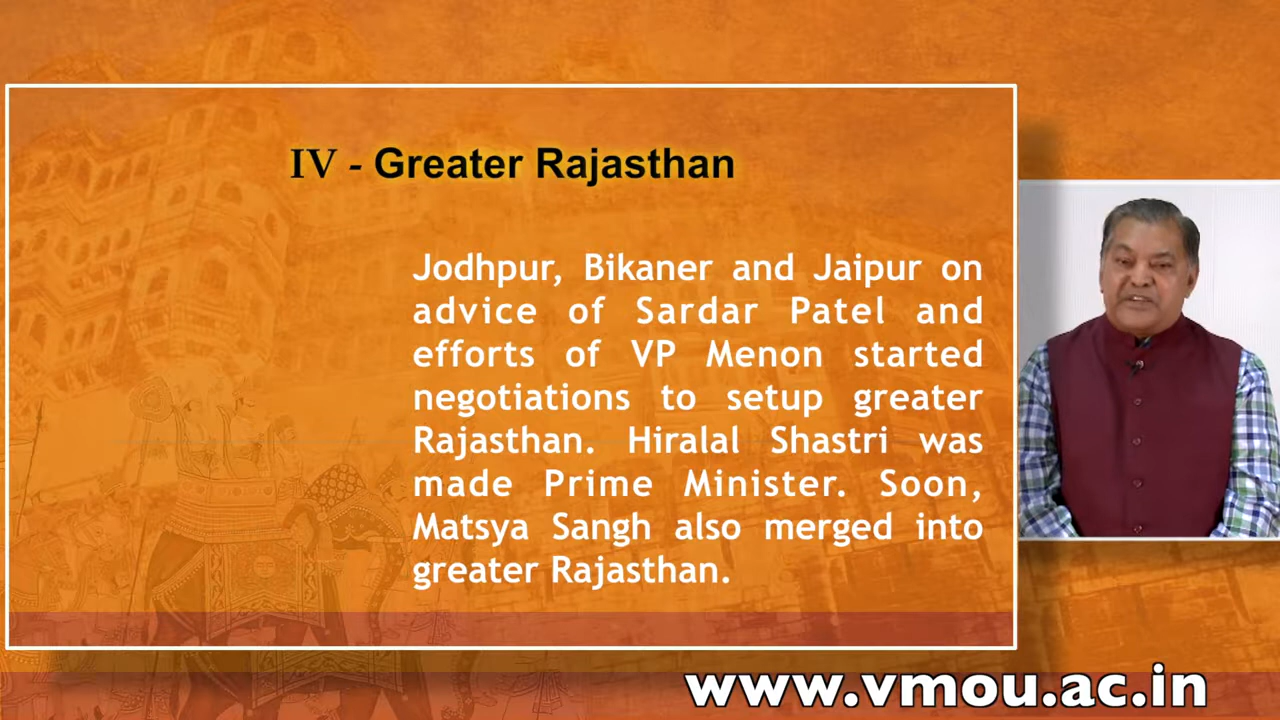 IV - Greater Rajasthan
Jodhpur, Bikaner and Jaipur on
advice of Sardar Patel and
efforts of VP Menon started
negotiations to setup greater
Rajasthan. Hiralal Shastri was
made Prime Minister. Soon,
Matsya Sangh also merged into
greater Rajasthan.
www.vmou.ac.in